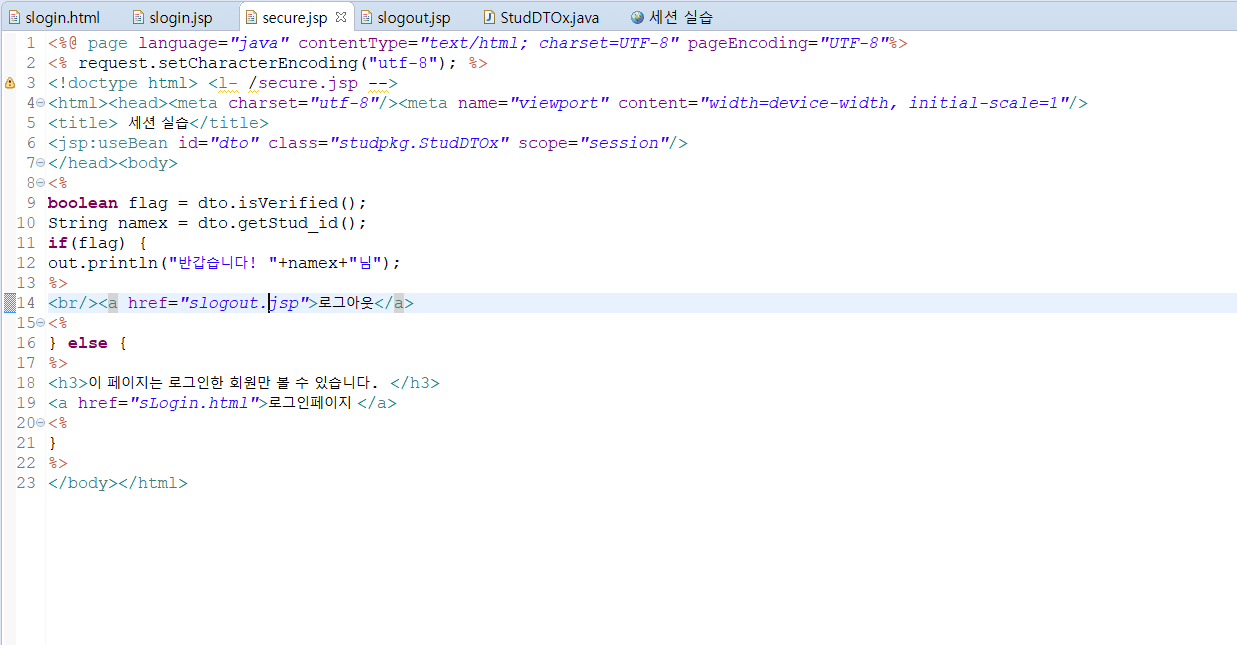 slogin.html slogin.jsp secure.jsp slogout.jsp StudDTOx.java 세션 실습
1 <%@ page language="java" contentType="text/html; charset=UTF-8" pageEncoding="UTF-8"%>
2 <% request.setCharacterEncoding("utf-8"); %>
3 <!doctype html> <l- /secure.jsp -->
4 <html><head><meta charset="utf-8"/><meta name="viewport" content="width=device-width, initial-scale=1"/>
5 <title> 세션 실습</title>
6 <jsp:useBean id="dto" class="studpkg.StudDTOx" scope="session"/>
7 </head><body>
8 <%
9 boolean flag = dto.isVerified();
10 String namex = dto.getStud_id();
11 if(flag) {
12 out.println("반갑습니다! "+namex+"님");
13 %>
14 <br/><a href="slogout.jsp">로그아웃</a>
15 <%
16 } else {
17 %>
18 <h3>이 페이지는 로그인한 회원만 볼 수 있습니다. </h3>
19 <a href="sLogin.html">로그인페이지 </a>
20 <%
21 }
22 %>
23 </body></html>